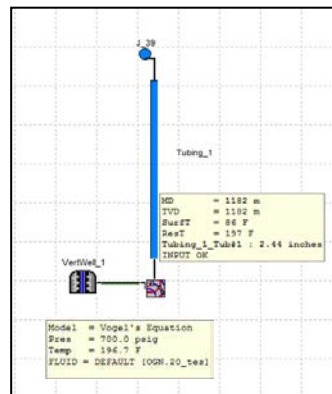 J_39
Tubing_1
MD = 1182 m
TVD = 1182 m
SurfT = 86 F
ResT = 197 F
Tubing_1_Tub#1 : 2.44 inches
INPUT OK
VertWell_1
Model = Vogel's Equation
Pres = 700.0 psig
Temp = 196.7 F
FLUID = DEFAULT [OGN.20_tes]